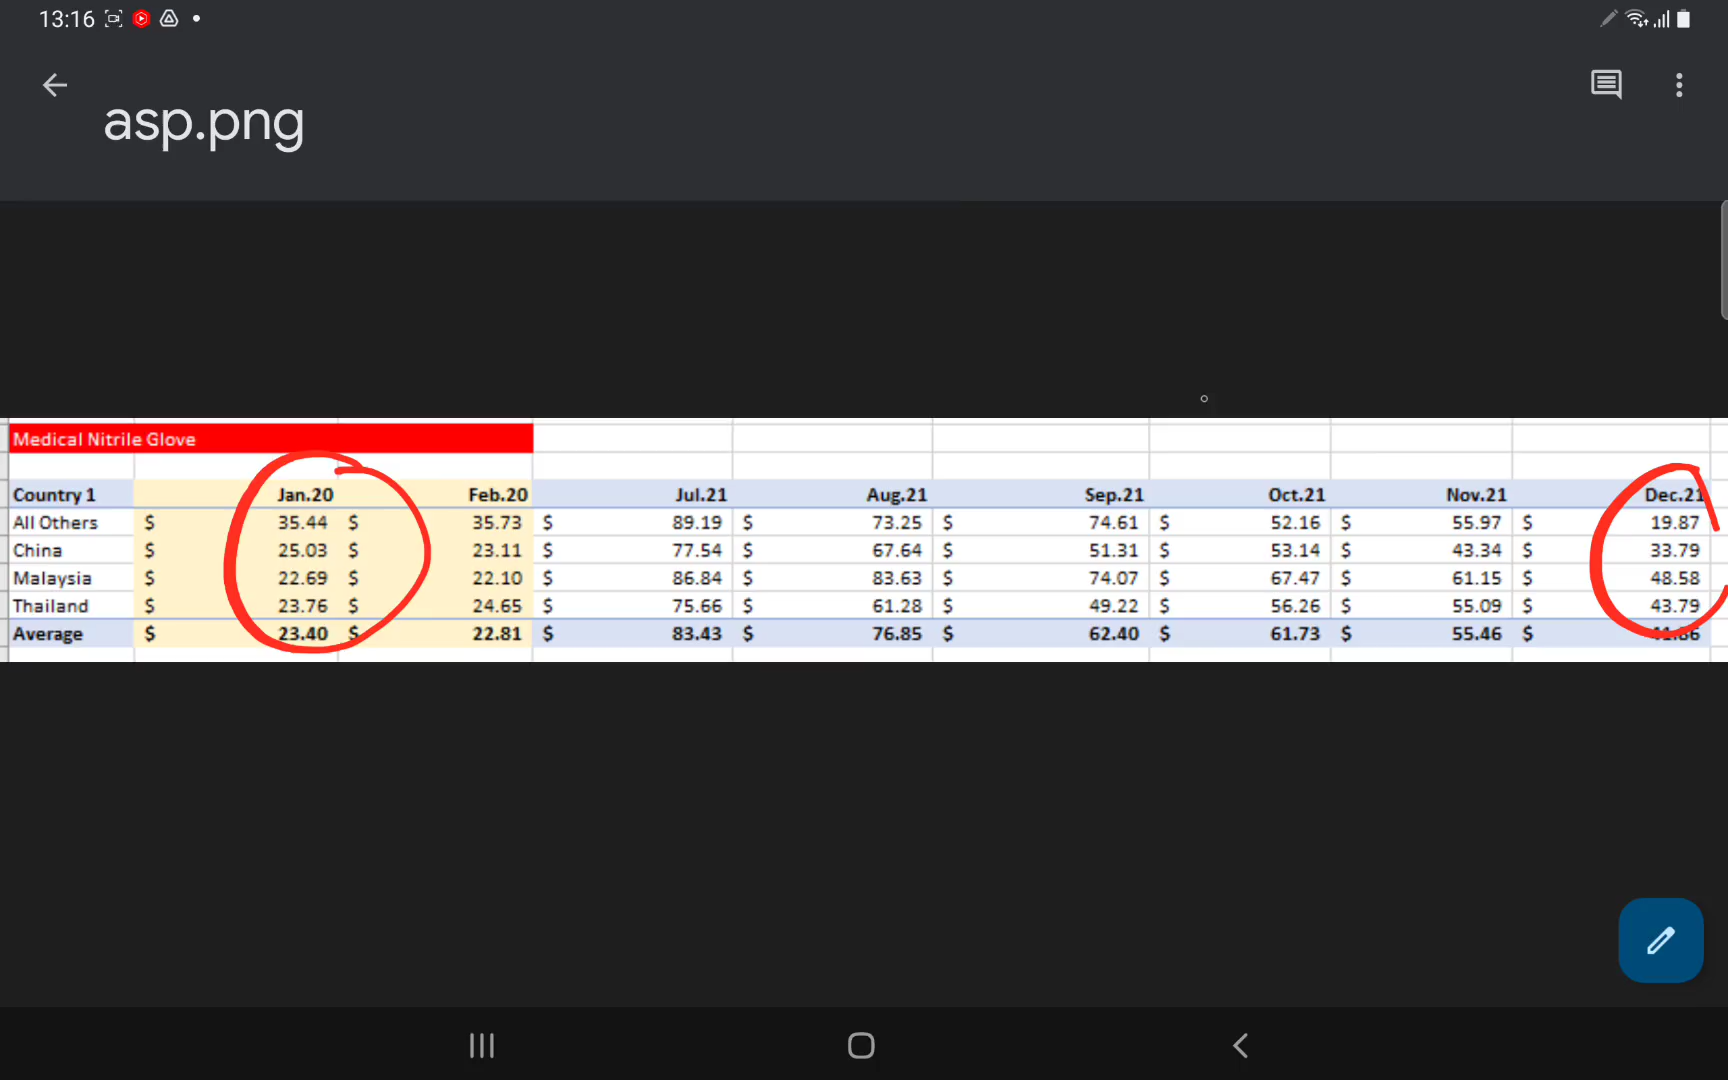 13:16
asp.png
Medical Nitrile Glove
Country 1 Jan.20 Feb.20 Jul.21 Aug.21 Sep.21 Oct.21 Nov.21 Dec.21
All Others $ 35.44 $ 35.73 $ 89.19 $ 73.25 $ 74.61 $ 52.16 $ 55.97 $ 19.87
China $ 25.03 $ 23.11 $ 77.54 $ 67.64 $ 51.31 $ 53.14 $ 43.34 $ 33.79
Malaysia $ 22.69 $ 22.10 $ 86.84 $ 83.63 $ 74.07 $ 67.47 $ 61.15 $ 48.58
Thailand $ 23.76 $ 24.65 $ 75.66 $ 61.28 $ 49.22 $ 56.26 $ 55.09 $ 43.79
Average $ 23.40 $ 22.81 $ 83.43 $ 76.85 $ 62.40 $ 61.73 $ 55.46 $